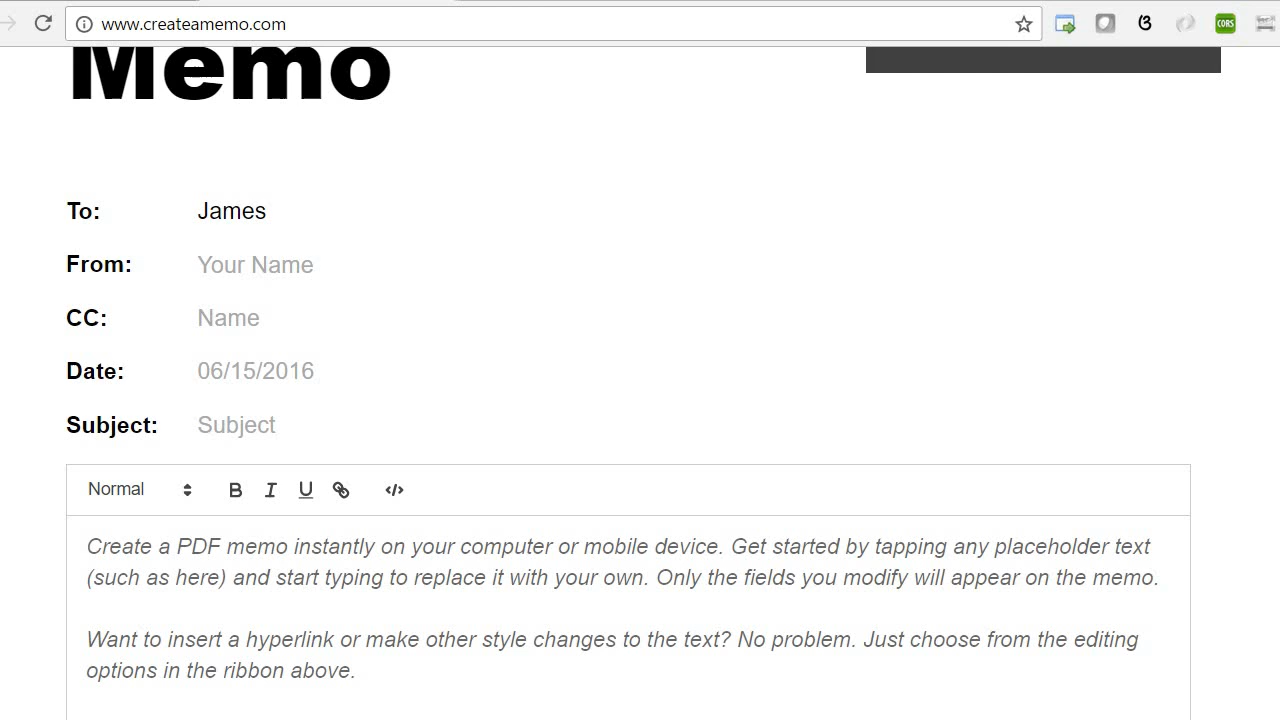 www.createamemo.com
CORS
Memo
To: James
From: Your Name
CC: Name
Date: 06/15/2016
Subject: Subject
Normal B I U </>
Create a PDF memo instantly on your computer or mobile device. Get started by tapping any placeholder text
(such as here) and start typing to replace it with your own. Only the fields you modify will appear on the memo.
Want to insert a hyperlink or make other style changes to the text? No problem. Just choose from the editing
options in the ribbon above.